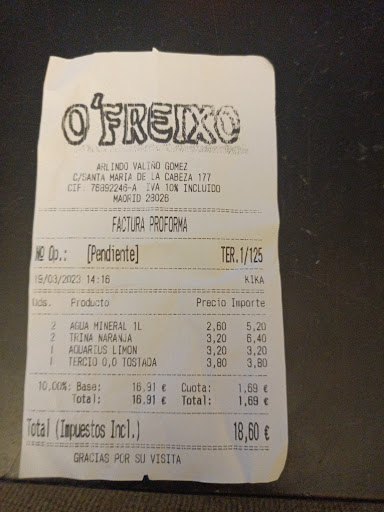 O'FREIXO
ARLINDO VALIÑO GOMEZ
C/SANTA MARIA DE LA CABEZA 177
CIF: 76892246-A IVA 10% INCLUIDO
MADRID 28026
FACTURA PROFORMA
NO Op.: [Pendiente] TER.1/125
19/03/2023 14:16 KIKA
Uds. Producto Precio Importe
2 AGUA MINERAL 1L 2,60 5,20
2 TRINA NARANJA 3,20 6,40
1 AQUARIUS LIMON 3,20 3,20
1 TERCIO 0,0 TOSTADA 3,80 3,80
10,00%: Base: 16,91 € Cuota: 1,69 €
Total: 16,91 € Total: 1,69 €
Total (Impuestos Incl.) 18,60 €
GRACIAS POR SU VISITA